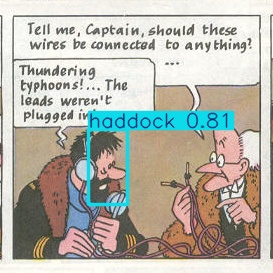 Tell me, Captain, should these
wires be connected to anything?
...
Thundering
typhoons!... The
leads weren't
plugged in
haddock 0.81